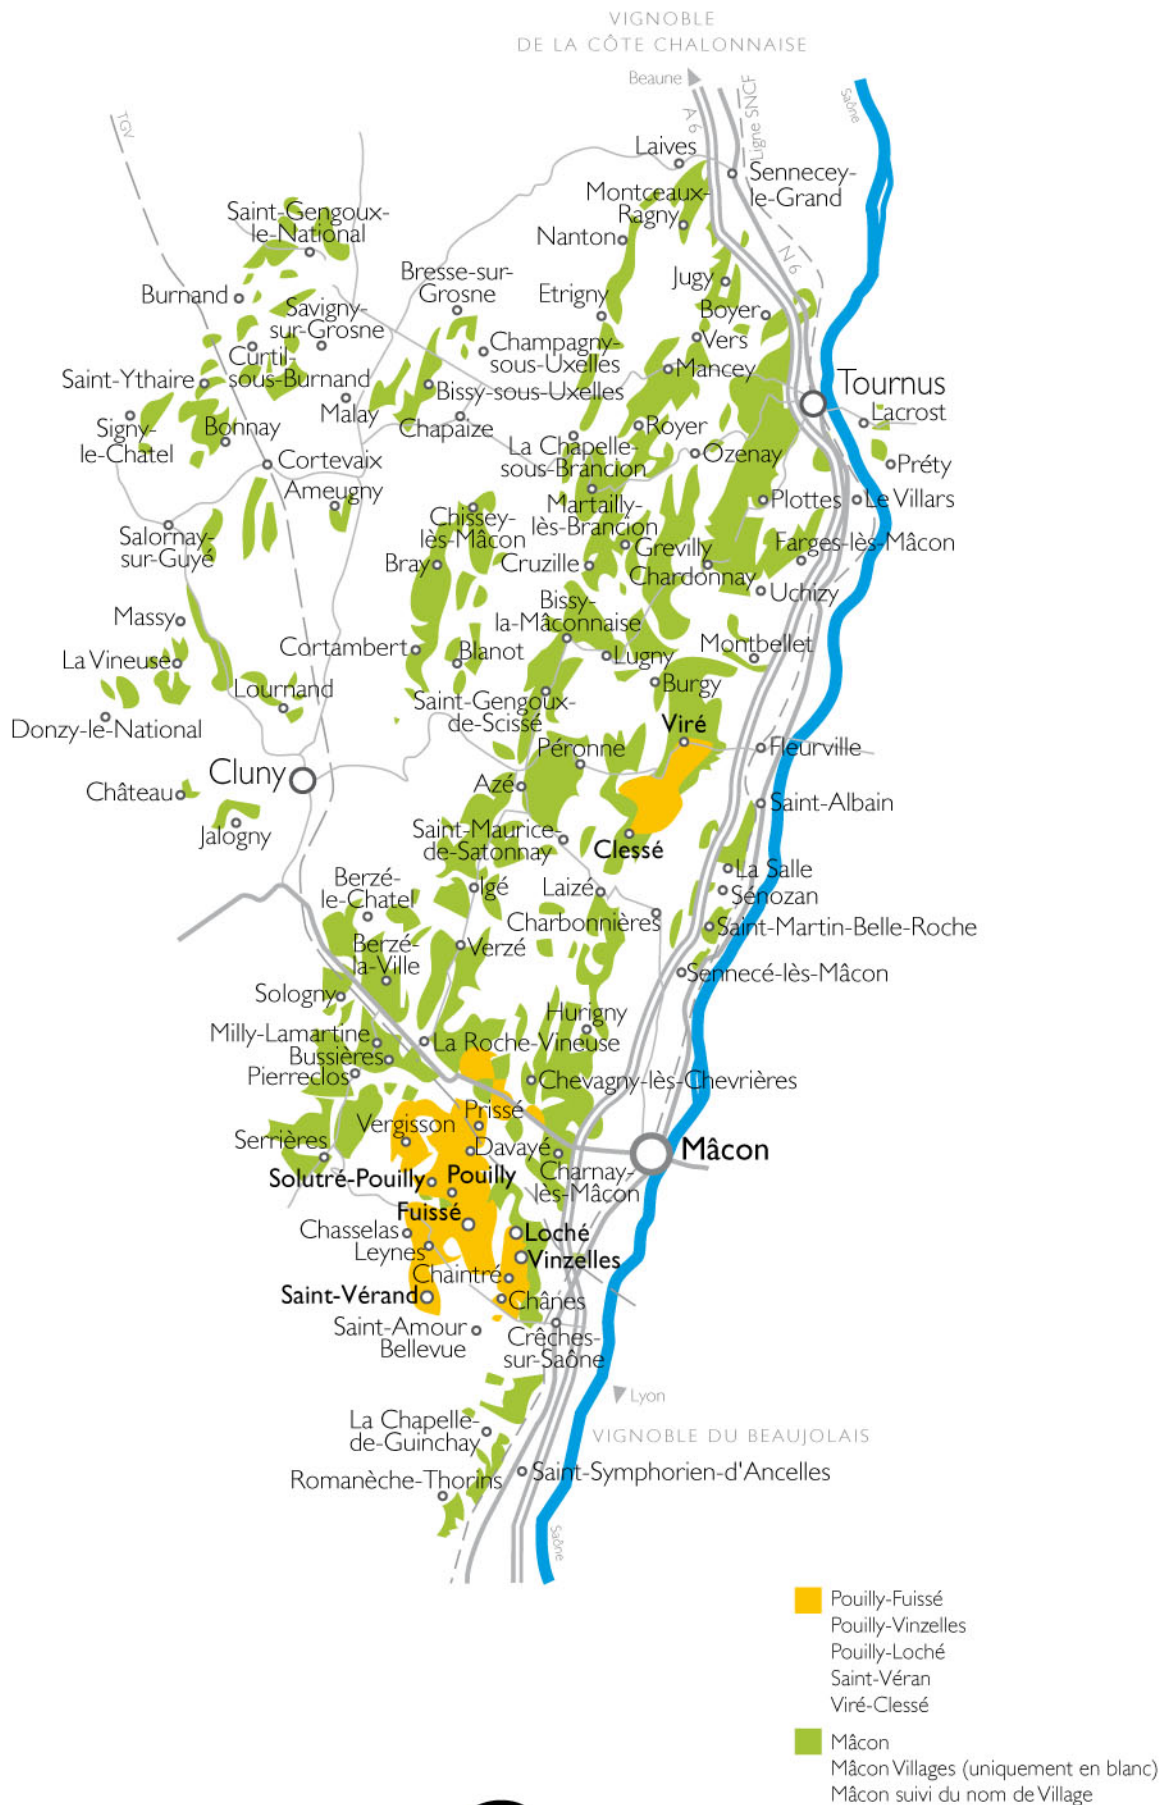 VIGNOBLE
DE LA CÔTE CHALONNAISE
Beaune
A 6
Ligne SNCF
Saône
TGV
Laives
Sennecey-
le-Grand
Montceaux-
Ragny
Saint-Gengoux-
le-National
Nanton
N 6
Bresse-sur-
Grosne
Jugy
Burnand
Etrigny
Savigny-
sur-Grosne
Boyer
Vers
Champagny-
sous-Uxelles
Curtil-
sous-Burnand
Mancey
Saint-Ythaire
Bissy-sous-Uxelles
Tournus
Malay
Lacrost
Signy-
le-Chatel
Bonnay
Chapaize
Royer
La Chapelle-
sous-Brancion
Ozenay
Cortevaix
Préty
Ameugny
Plottes
Le Villars
Martailly-
lès-Brancion
Chissey-
lès-Mâcon
Salornay-
sur-Guyé
Grevilly
Farges-lès-Mâcon
Bray
Cruzille
Chardonnay
Uchizy
Bissy-
la-Mâconnaise
Massy
Montbellet
Cortambert
Blanot
Lugny
La Vineuse
Burgy
Lournand
Saint-Gengoux-
de-Scissé
Donzy-le-National
Viré
Péronne
Fleurville
Cluny
Azé
Château
Saint-Albain
Jalogny
Saint-Maurice-
de-Satonnay
Clessé
La Salle
Berzé-
le-Chatel
Igé
Laizé
Sénozan
Charbonnières
Saint-Martin-Belle-Roche
Berzé-
la-Ville
Verzé
Sennecé-lès-Mâcon
Sologny
Hurigny
Milly-Lamartine
La Roche-Vineuse
Bussières
Pierreclos
Chevagny-lès-Chevrières
Prissé
Vergisson
Serrières
Davayé
Mâcon
Charnay-
lès-Mâcon
Solutré-Pouilly
Pouilly
Fuissé
Chasselas
Loché
Leynes
Vinzelles
Chaintré
Saint-Vérand
Chânes
Saint-Amour
Bellevue
Crêches-
sur-Saône
Lyon
La Chapelle-
de-Guinchay
VIGNOBLE DU BEAUJOLAIS
Romanèche-Thorins
Saint-Symphorien-d'Ancelles
Saône
Pouilly-Fuissé
Pouilly-Vinzelles
Pouilly-Loché
Saint-Véran
Viré-Clessé
Mâcon
Mâcon Villages (uniquement en blanc)
Mâcon suivi du nom de Village